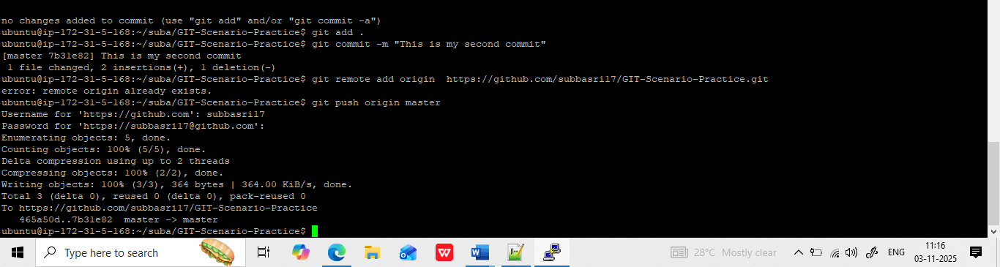 no changes added to commit (use "git add" and/or "git commit -a")
ubuntu@ip-172-31-5-168:~/suba/GIT-Scenario-Practice$ git add .
ubuntu@ip-172-31-5-168:~/suba/GIT-Scenario-Practice$ git commit -m "This is my second commit"
[master 7b31e82] This is my second commit
 1 file changed, 2 insertions(+), 1 deletion(-)
ubuntu@ip-172-31-5-168:~/suba/GIT-Scenario-Practice$ git remote add origin  https://github.com/subbasri17/GIT-Scenario-Practice.git
error: remote origin already exists.
ubuntu@ip-172-31-5-168:~/suba/GIT-Scenario-Practice$ git push origin master
Username for 'https://github.com': subbasri17
Password for 'https://subbasri17@github.com':
Enumerating objects: 5, done.
Counting objects: 100% (5/5), done.
Delta compression using up to 2 threads
Compressing objects: 100% (2/2), done.
Writing objects: 100% (3/3), 364 bytes | 364.00 KiB/s, done.
Total 3 (delta 0), reused 0 (delta 0), pack-reused 0
To https://github.com/subbasri17/GIT-Scenario-Practice
   465a50d..7b31e82  master -> master
ubuntu@ip-172-31-5-168:~/suba/GIT-Scenario-Practice$
Type here to search
28°C Mostly clear
ENG
11:16
03-11-2025